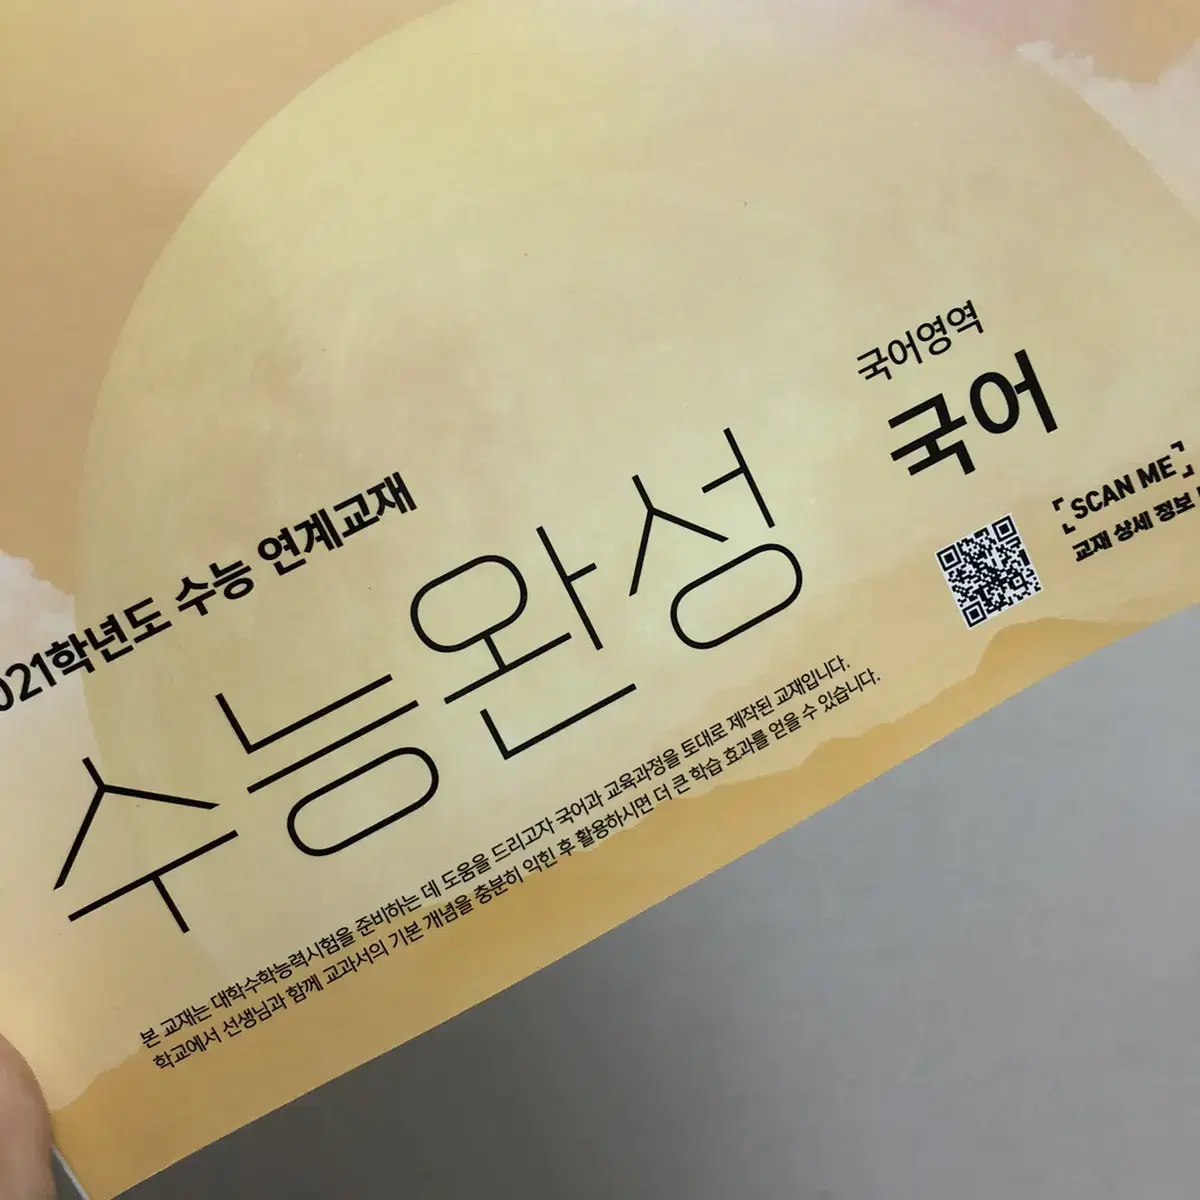 2021학년도 수능 연계교재
수능완성
국어영역
국어
SCAN ME
교재 상세 정보
본 교재는 대학수학능력시험을 준비하는 데 도움을 드리고자 국어과 교육과정을 토대로 제작된 교재입니다.
학교에서 선생님과 함께 교과서의 기본 개념을 충분히 익힌 후 활용하시면 더 큰 학습 효과를 얻을 수 있습니다.